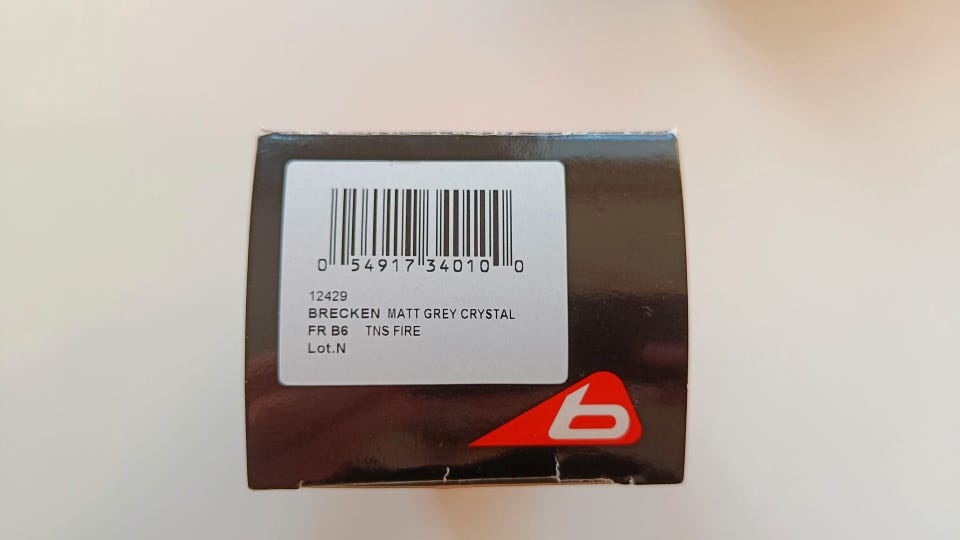 0 54917 34010 0
12429
BRECKEN MATT GREY CRYSTAL
FR B6 TNS FIRE
Lot.N
b